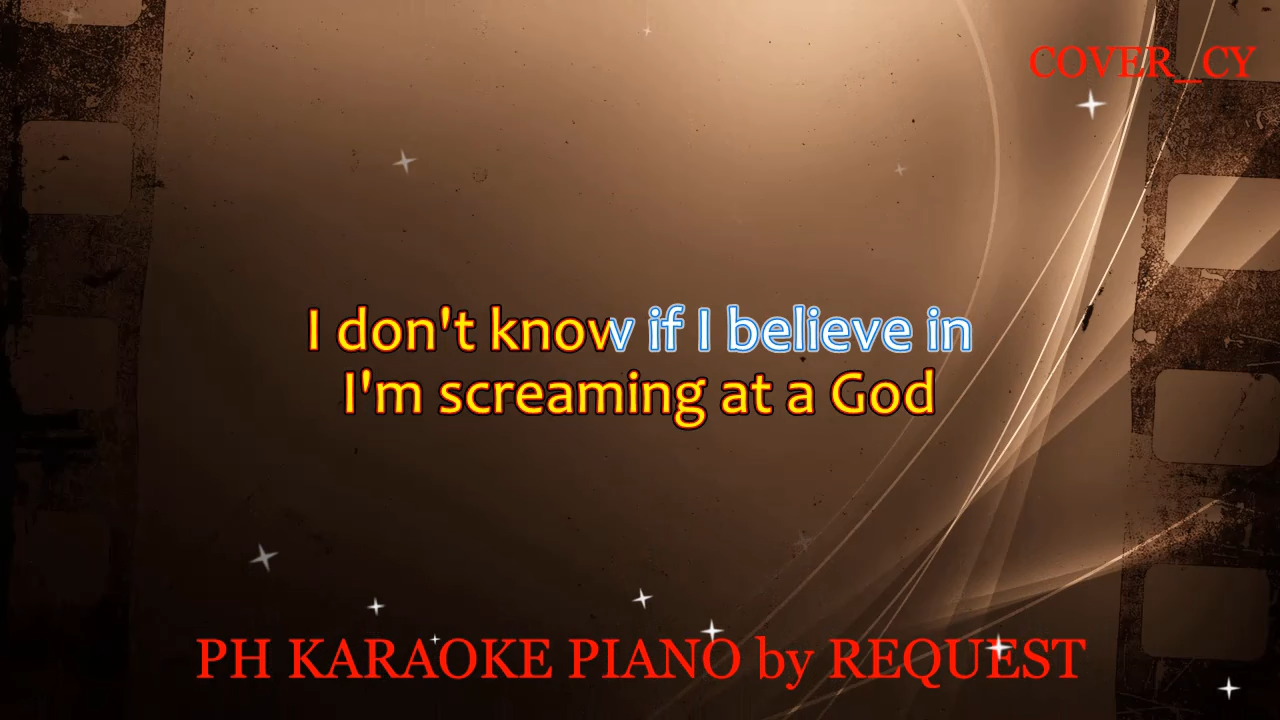 COVER_CY
I don't know if I believe in
I'm screaming at a God
PH KARAOKE PIANO by REQUEST